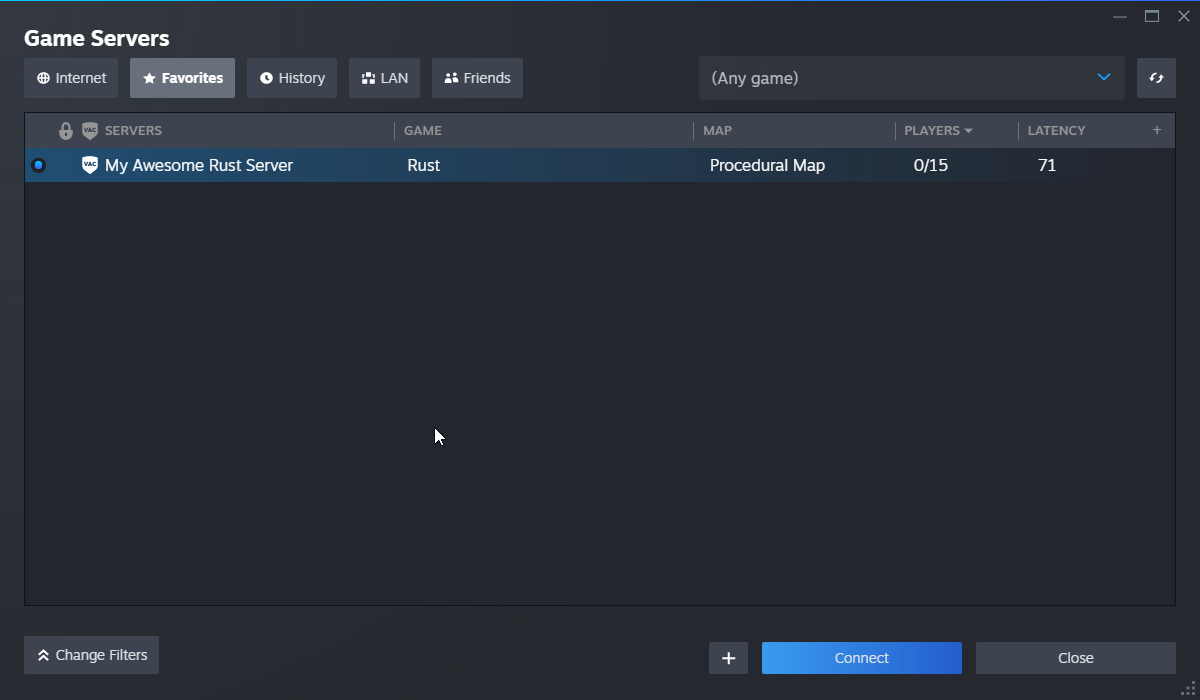 Game Servers
Internet Favorites History LAN Friends (Any game)
VAC SERVERS GAME MAP PLAYERS LATENCY +
VAC My Awesome Rust Server Rust Procedural Map 0/15 71
Change Filters + Connect Close